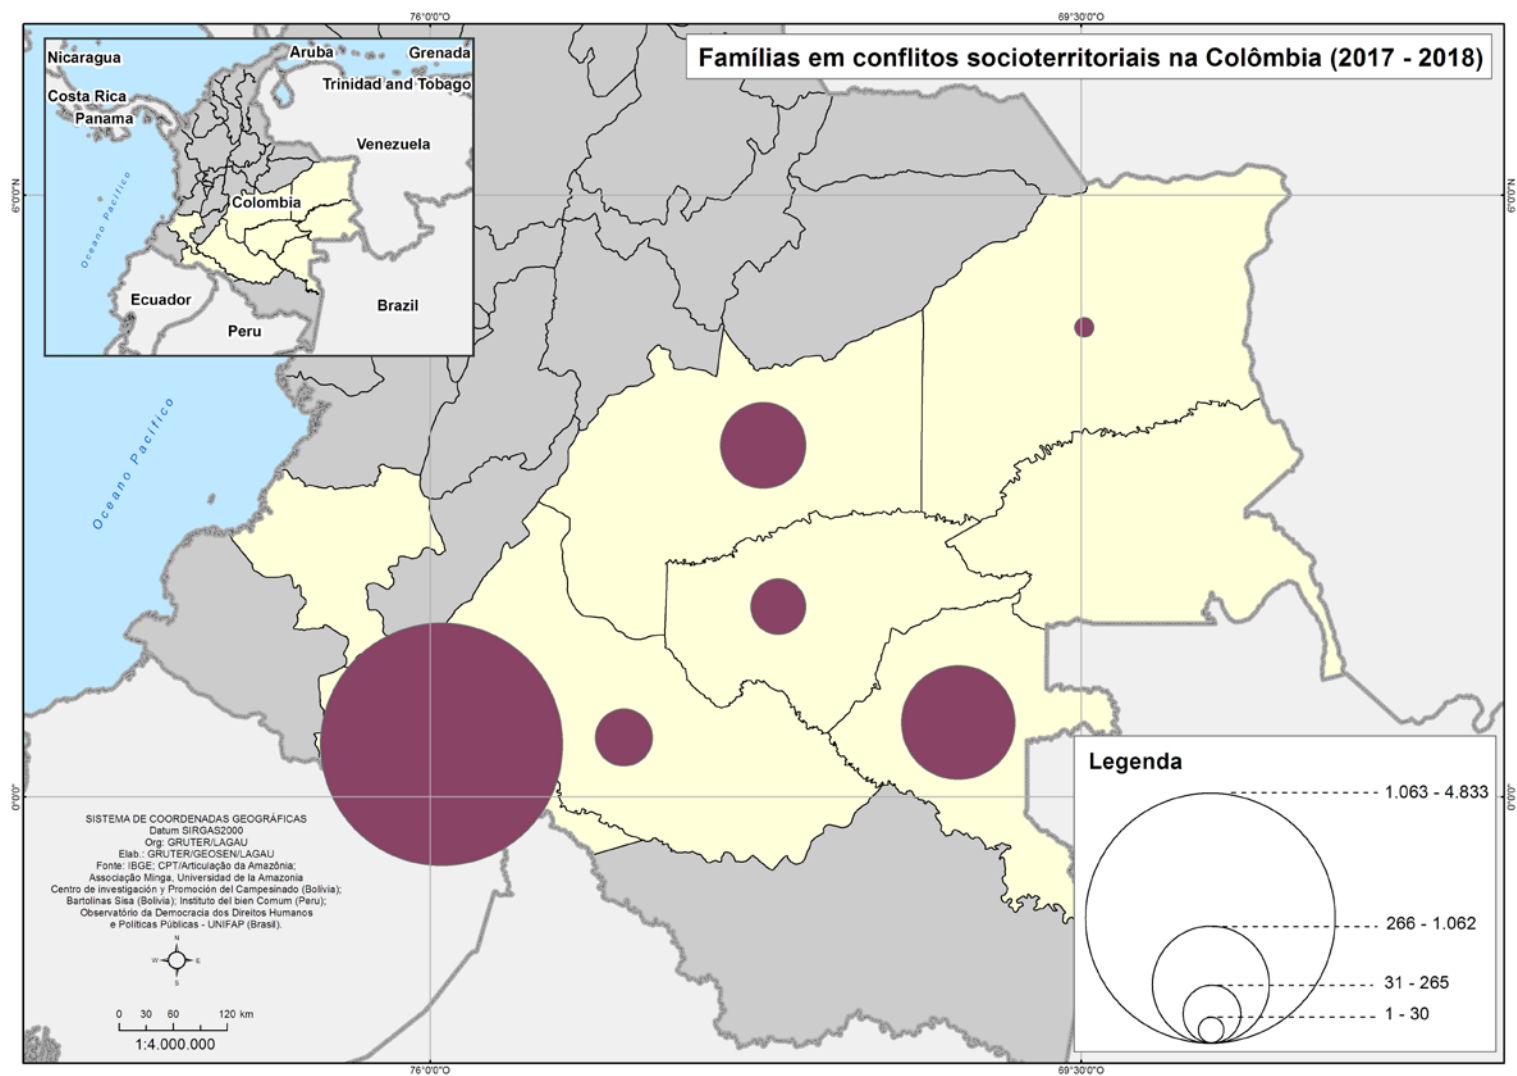 76°0'0"O
69°30'0"O
Famílias em conflitos socioterritoriais na Colômbia (2017 - 2018)
Nicaragua
Aruba
Grenada
Trinidad and Tobago
Costa Rica
Panama
Venezuela
Oceano Pacífico
Colombia
Ecuador
Brazil
Peru
6°0'0"N
6°0'0"N
Oceano Pacífico
0°0'0"
0°0'0"
Legenda
1.063 - 4.833
266 - 1.062
31 - 265
1 - 30
SISTEMA DE COORDENADAS GEOGRÁFICAS
Datum SIRGAS2000
Org: GRUTER/LAGAU
Elab.: GRUTER/GEOSEN/LAGAU
Fonte: IBGE; CPT/Articulação da Amazônia;
Associação Minga, Universidad de la Amazonia
Centro de investigación y Promoción del Campesinado (Bolívia);
Bartolinas Sisa (Bolivia); Instituto del bien Comum (Peru);
Observatório da Democracia dos Direitos Humanos
e Políticas Públicas - UNIFAP (Brasil).
N
W E
S
0 30 60 120 km
1:4.000.000
76°0'0"O
69°30'0"O